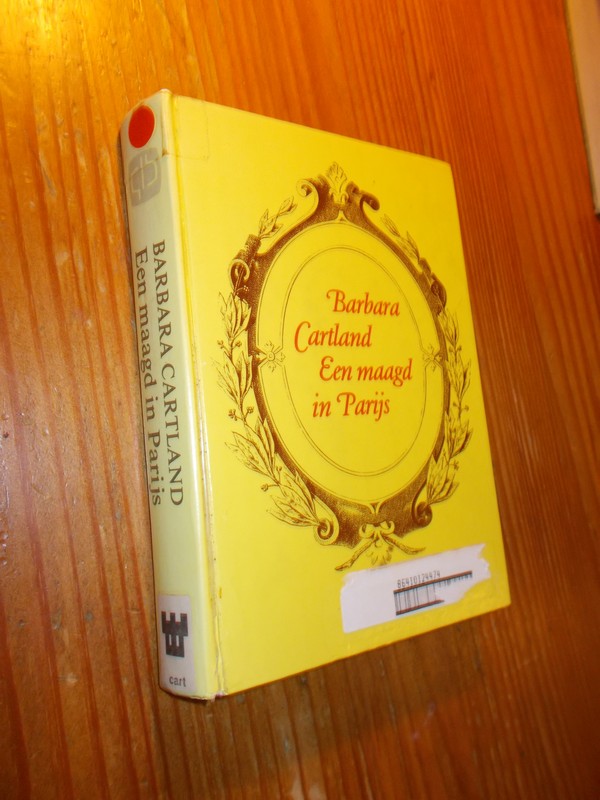 BARBARA CARTLAND
Een maagd in Parijs
cart
Barbara
Cartland
Een maagd
in Parijs